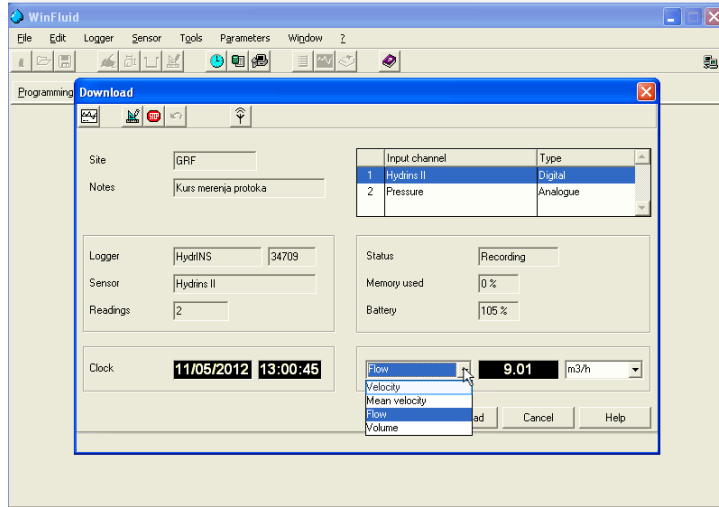 WinFluid
File Edit Logger Sensor Tools Parameters Window ?
Programming
Download
STOP
Site GRF
Notes Kurs merenja protoka
Input channel Type
1 Hydrins II Digital
2 Pressure Analogue
Logger HydrINS 34709
Sensor Hydrins II
Readings 2
Status Recording
Memory used 0 %
Battery 105 %
Clock 11/05/2012 13:00:45
Flow 9.01 m3/h
Velocity
Mean velocity
Flow
Volume
ad Cancel Help